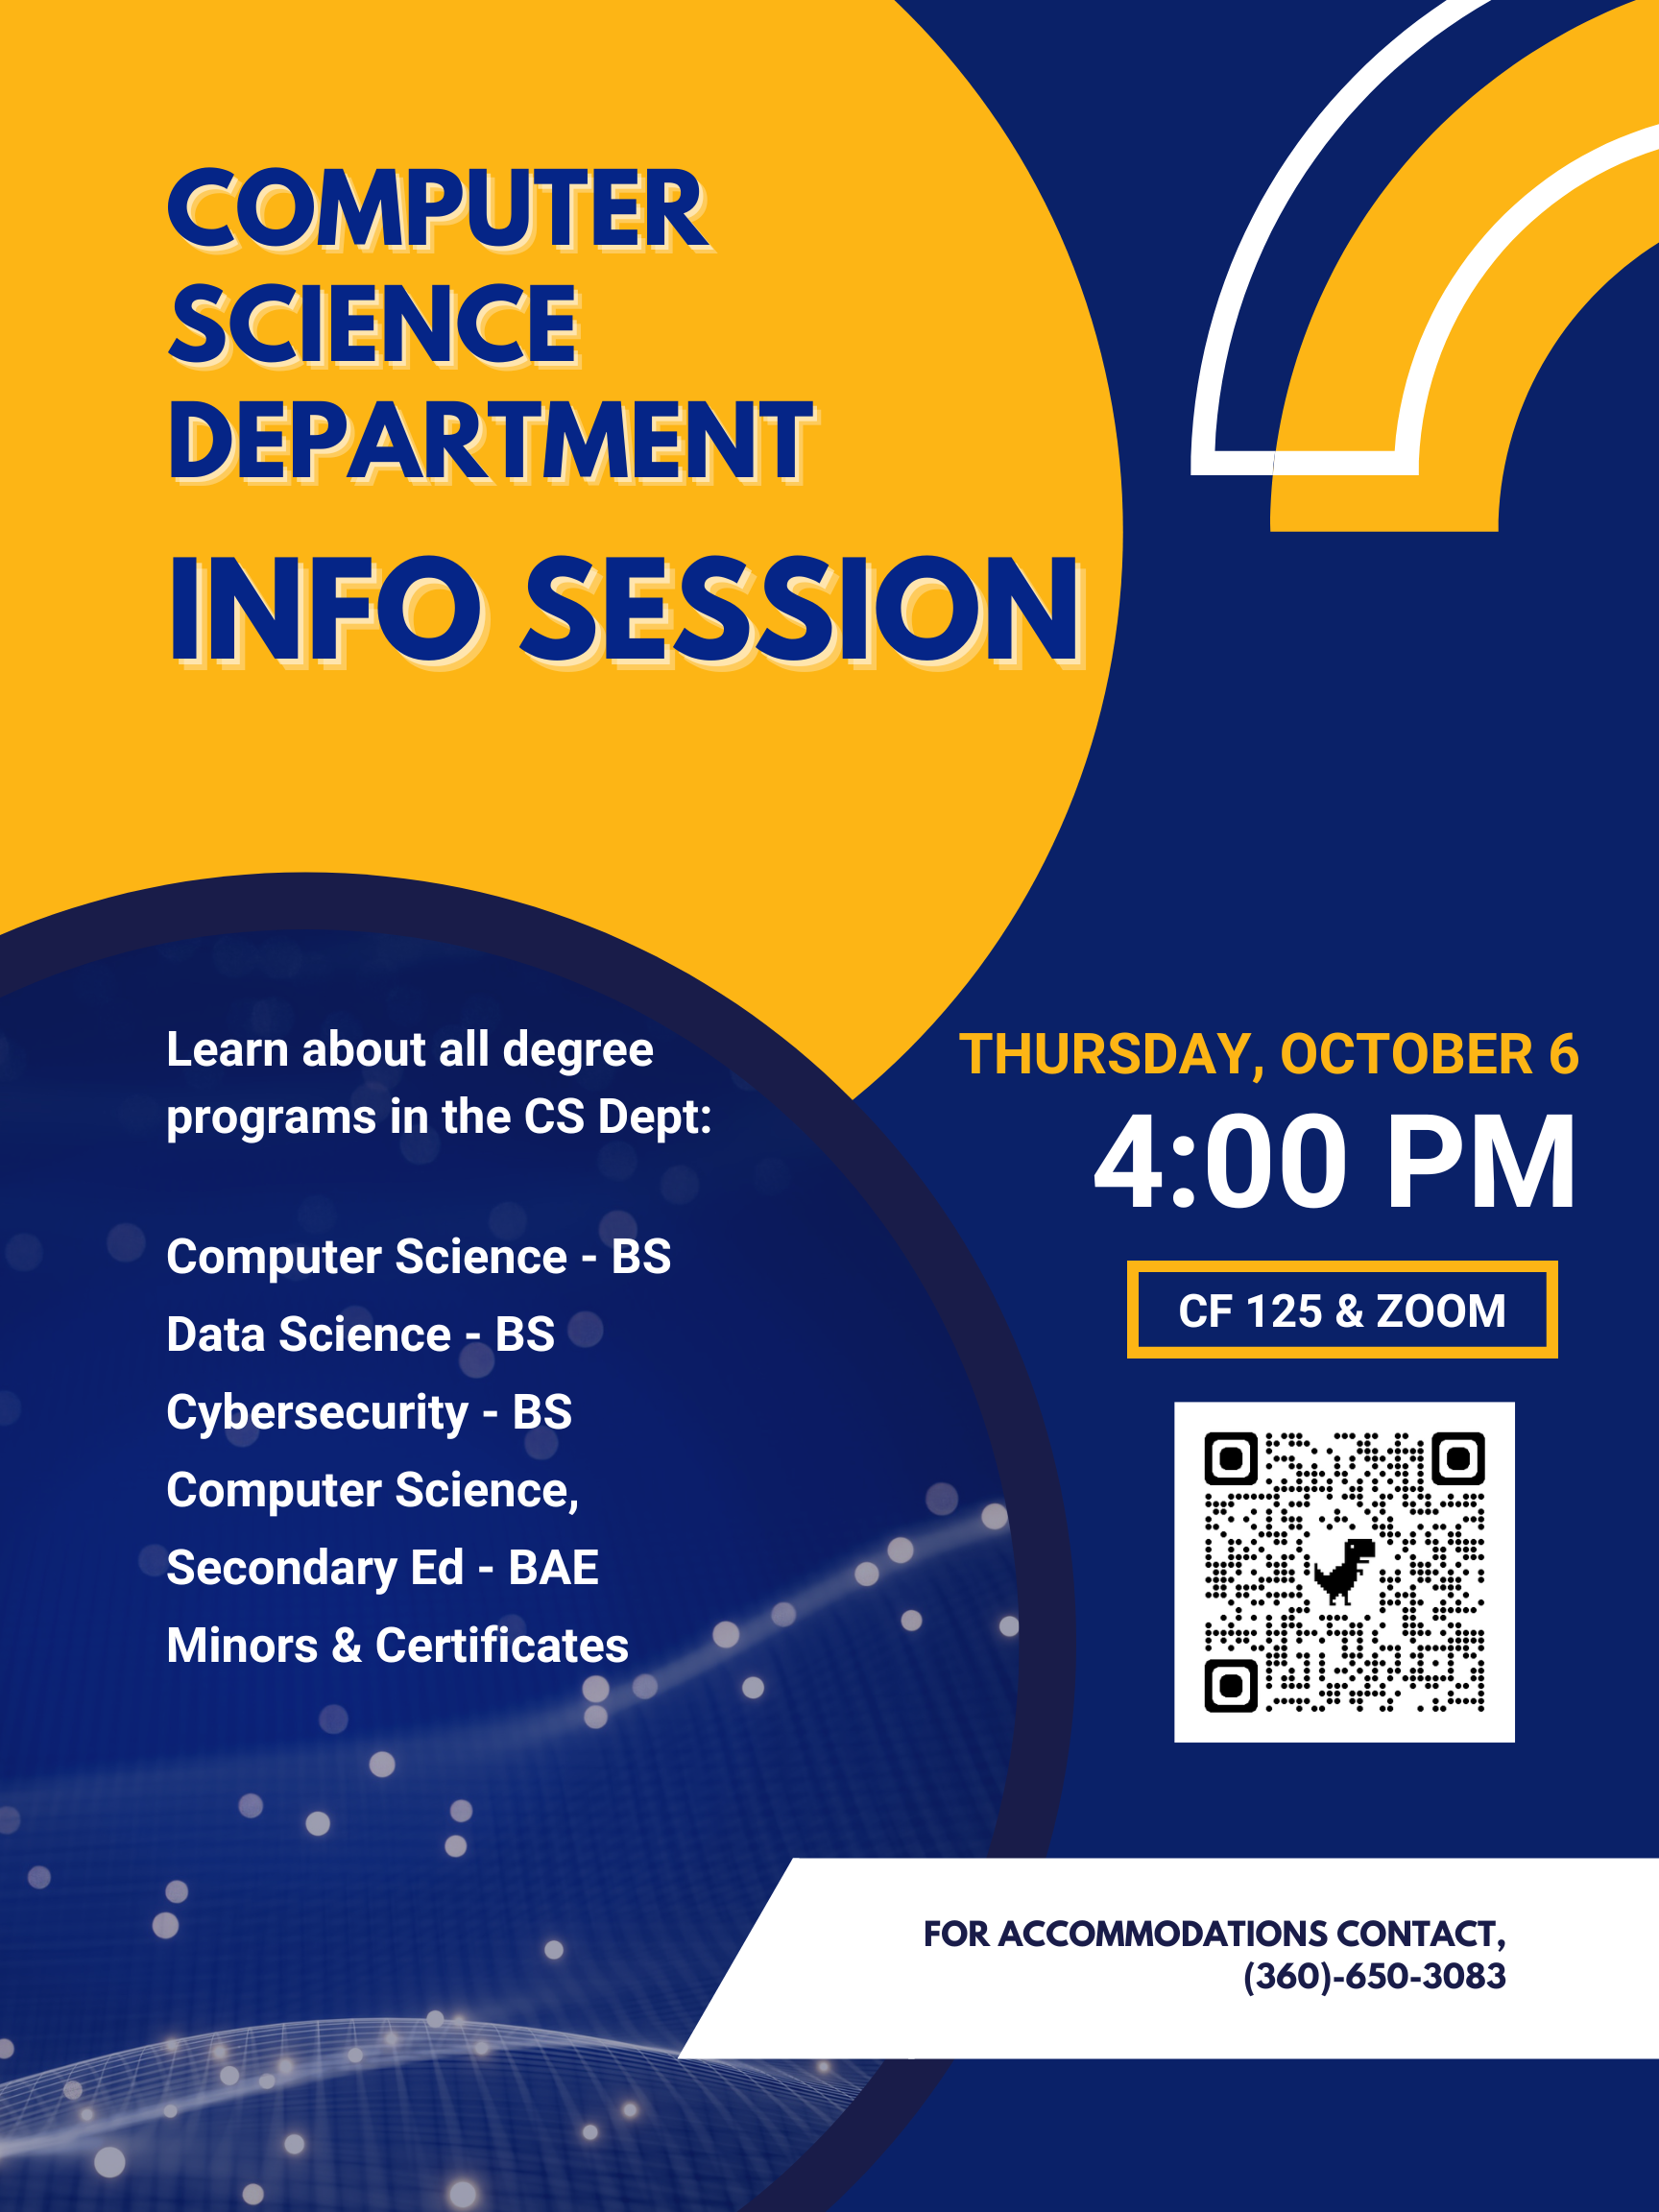 COMPUTER
SCIENCE
DEPARTMENT
INFO SESSION
Learn about all degree
programs in the CS Dept:
Computer Science - BS
Data Science - BS
Cybersecurity - BS
Computer Science,
Secondary Ed - BAE
Minors & Certificates
THURSDAY, OCTOBER 6
4:00 PM
CF 125 & ZOOM
FOR ACCOMMODATIONS CONTACT,
(360)-650-3083